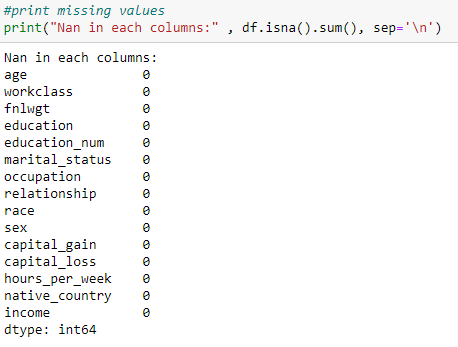 #print missing values
print("Nan in each columns:" , df.isna().sum(), sep='\n')
Nan in each columns:
age 0
workclass 0
fnlwgt 0
education 0
education_num 0
marital_status 0
occupation 0
relationship 0
race 0
sex 0
capital_gain 0
capital_loss 0
hours_per_week 0
native_country 0
income 0
dtype: int64